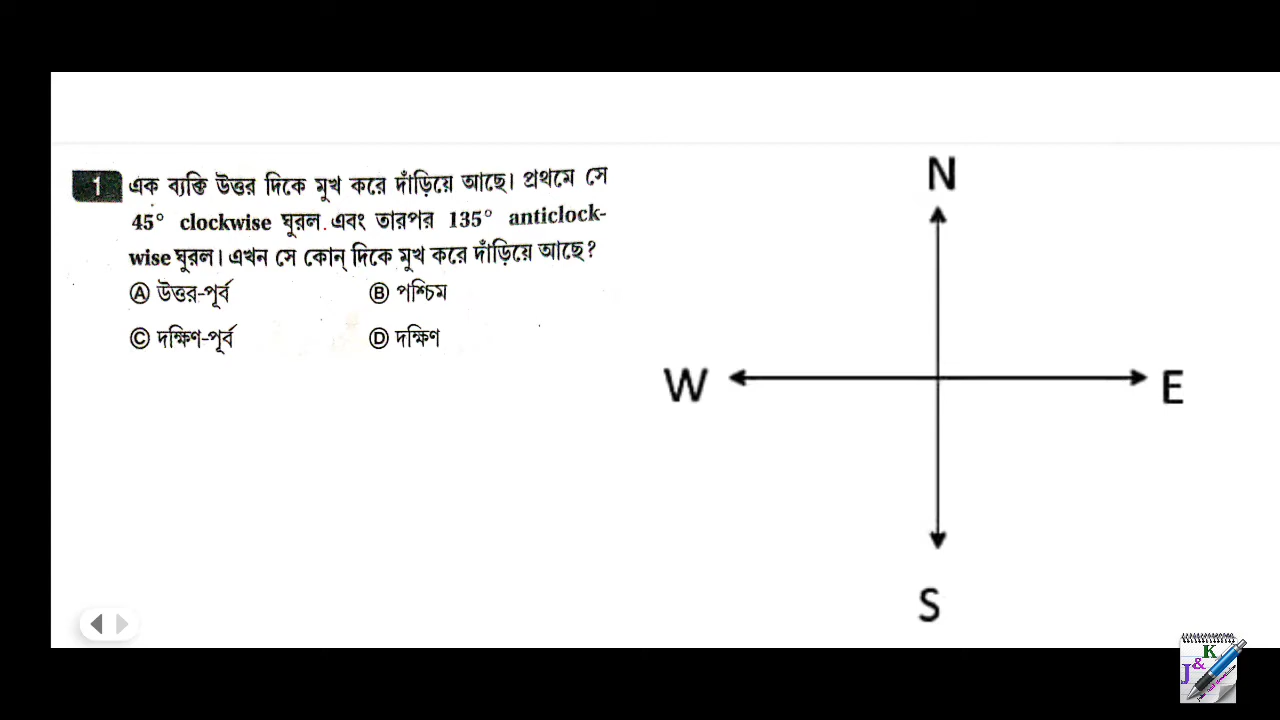 1 এক ব্যক্তি উত্তর দিকে মুখ করে দাঁড়িয়ে আছে। প্রথমে সে
45° clockwise ঘুরল এবং তারপর 135° anticlock-
wise ঘুরল। এখন সে কোন্ দিকে মুখ করে দাঁড়িয়ে আছে?
Ⓐ উত্তর-পূর্ব Ⓑ পশ্চিম
Ⓒ দক্ষিণ-পূর্ব Ⓓ দক্ষিণ
N
W E
S
J & K